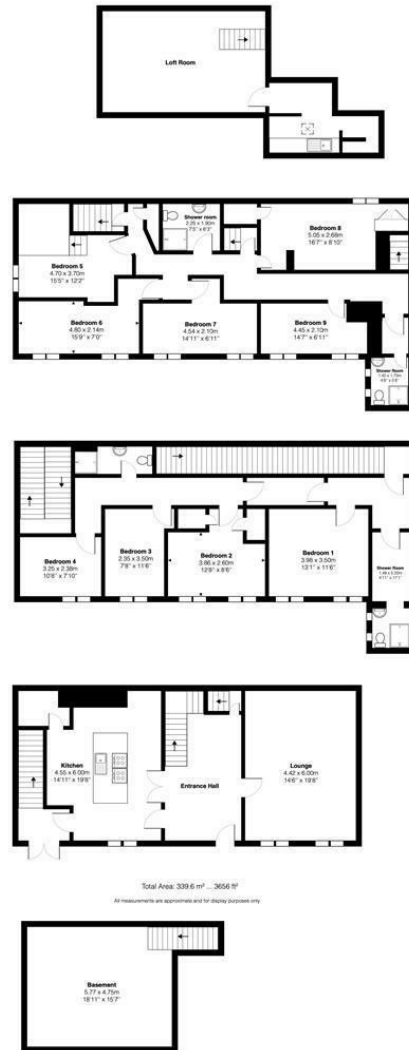 Loft Room
Shower room
2.26 x 1.90m
7'5" x 6'3"
Bedroom 8
5.05 x 2.68m
16'7" x 8'10"
Bedroom 5
4.70 x 3.70m
15'5" x 12'2"
Bedroom 6
4.80 x 2.14m
15'9" x 7'0"
Bedroom 7
4.54 x 2.10m
14'11" x 6'11"
Bedroom 9
4.45 x 2.10m
14'7" x 6'11"
Shower Room
Bedroom 4
3.25 x 2.38m
10'8" x 7'10"
Bedroom 3
2.35 x 3.50m
7'8" x 11'6"
Bedroom 2
3.86 x 2.60m
12'8" x 8'6"
Bedroom 1
3.98 x 3.50m
13'1" x 11'6"
Shower Room
Kitchen
4.55 x 6.00m
14'11" x 19'8"
Entrance Hall
Lounge
4.42 x 6.00m
14'6" x 19'8"
Total Area: 339.6 m² ... 3656 ft²
All measurements are approximate and for display purposes only.
Basement
5.77 x 4.75m
18'11" x 15'7"